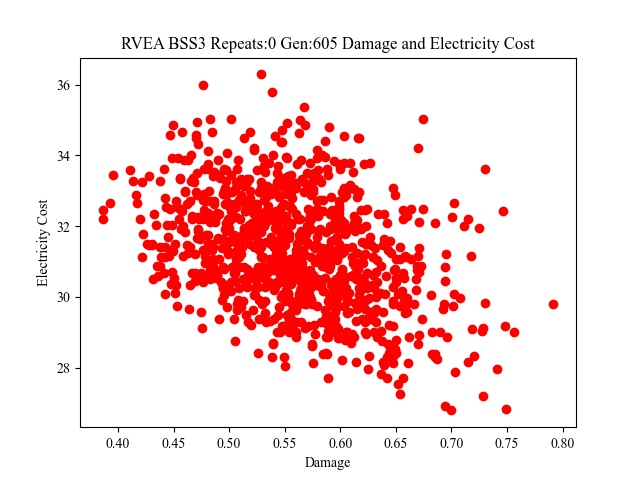 RVEA BSS3 Repeats:0 Gen:605 Damage and Electricity Cost
36
34
32
30
28
Electricity Cost
0.40 0.45 0.50 0.55 0.60 0.65 0.70 0.75 0.80
Damage